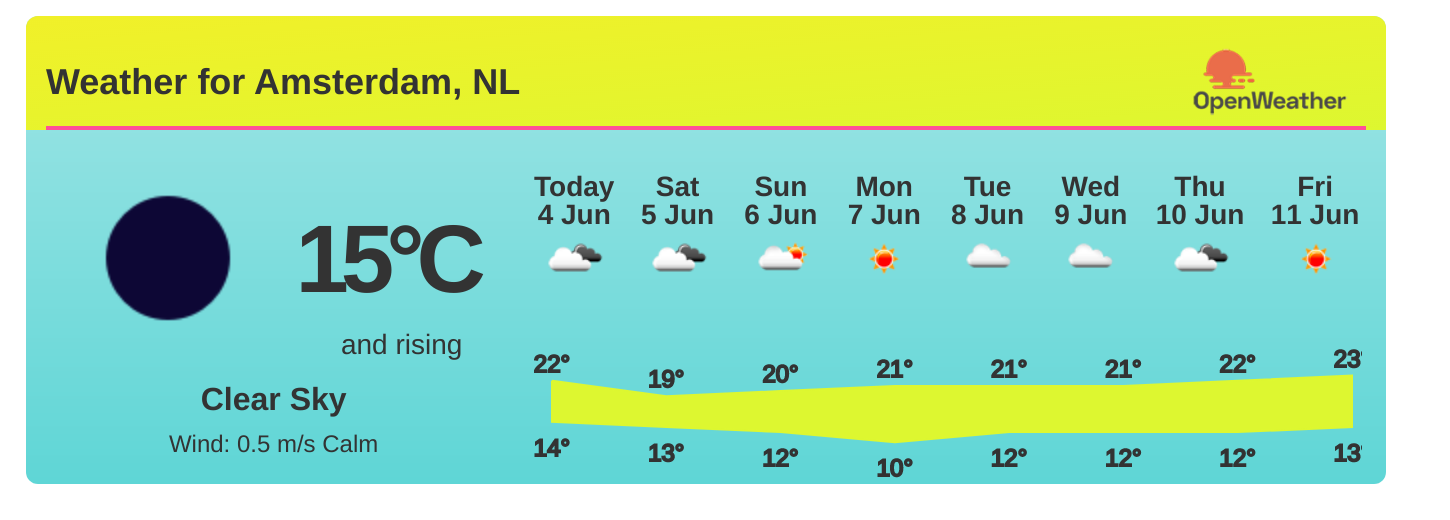 Weather for Amsterdam, NL
OpenWeather
15°C
and rising
Clear Sky
Wind: 0.5 m/s Calm
Today Sat Sun Mon Tue Wed Thu Fri
4 Jun 5 Jun 6 Jun 7 Jun 8 Jun 9 Jun 10 Jun 11 Jun
22° 19° 20° 21° 21° 21° 22° 23°
14° 13° 12° 10° 12° 12° 12° 13°